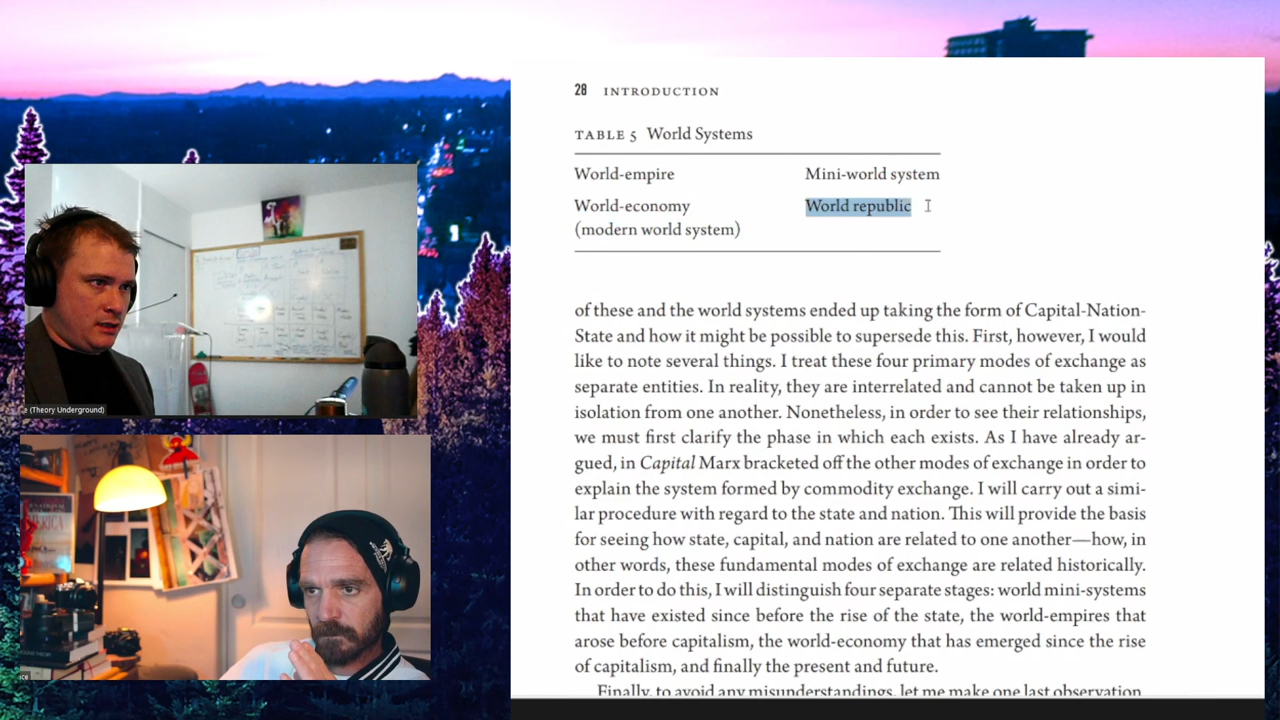 28 INTRODUCTION
TABLE 5 World Systems
World-empire Mini-world system
World-economy World republic
(modern world system)
of these and the world systems ended up taking the form of Capital-Nation-
State and how it might be possible to supersede this. First, however, I would
like to note several things. I treat these four primary modes of exchange as
separate entities. In reality, they are interrelated and cannot be taken up in
isolation from one another. Nonetheless, in order to see their relationships,
we must first clarify the phase in which each exists. As I have already ar-
gued, in Capital Marx bracketed off the other modes of exchange in order to
explain the system formed by commodity exchange. I will carry out a simi-
lar procedure with regard to the state and nation. This will provide the basis
for seeing how state, capital, and nation are related to one another—how, in
other words, these fundamental modes of exchange are related historically.
In order to do this, I will distinguish four separate stages: world mini-systems
that have existed since before the rise of the state, the world-empires that
arose before capitalism, the world-economy that has emerged since the rise
of capitalism, and finally the present and future.
Finally, to avoid any misunderstandings, let me make one last observation.
e (Theory Underground)